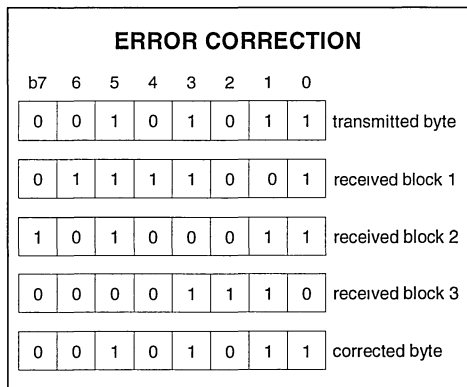 ERROR CORRECTION
b7 6 5 4 3 2 1 0
0 0 1 0 1 0 1 1 transmitted byte
0 1 1 1 1 0 0 1 received block 1
1 0 1 0 0 0 1 1 received block 2
0 0 0 0 1 1 1 0 received block 3
0 0 1 0 1 0 1 1 corrected byte